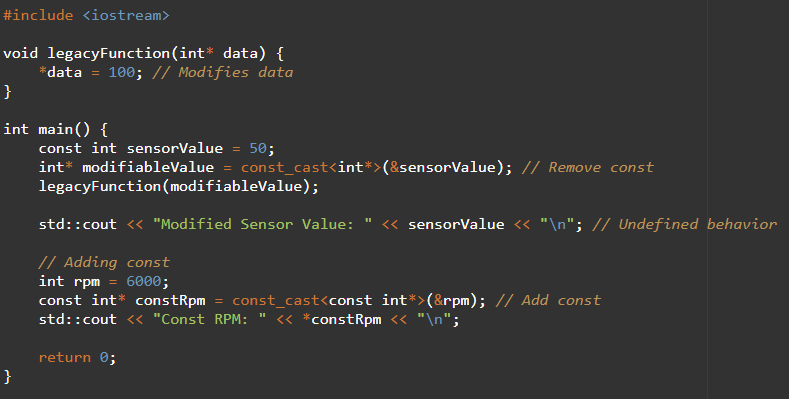 #include <iostream>

void legacyFunction(int* data) {
    *data = 100; // Modifies data
}

int main() {
    const int sensorValue = 50;
    int* modifiableValue = const_cast<int*>(&sensorValue); // Remove const
    legacyFunction(modifiableValue);

    std::cout << "Modified Sensor Value: " << sensorValue << "\n"; // Undefined behavior

    // Adding const
    int rpm = 6000;
    const int* constRpm = const_cast<const int*>(&rpm); // Add const
    std::cout << "Const RPM: " << *constRpm << "\n";

    return 0;
}